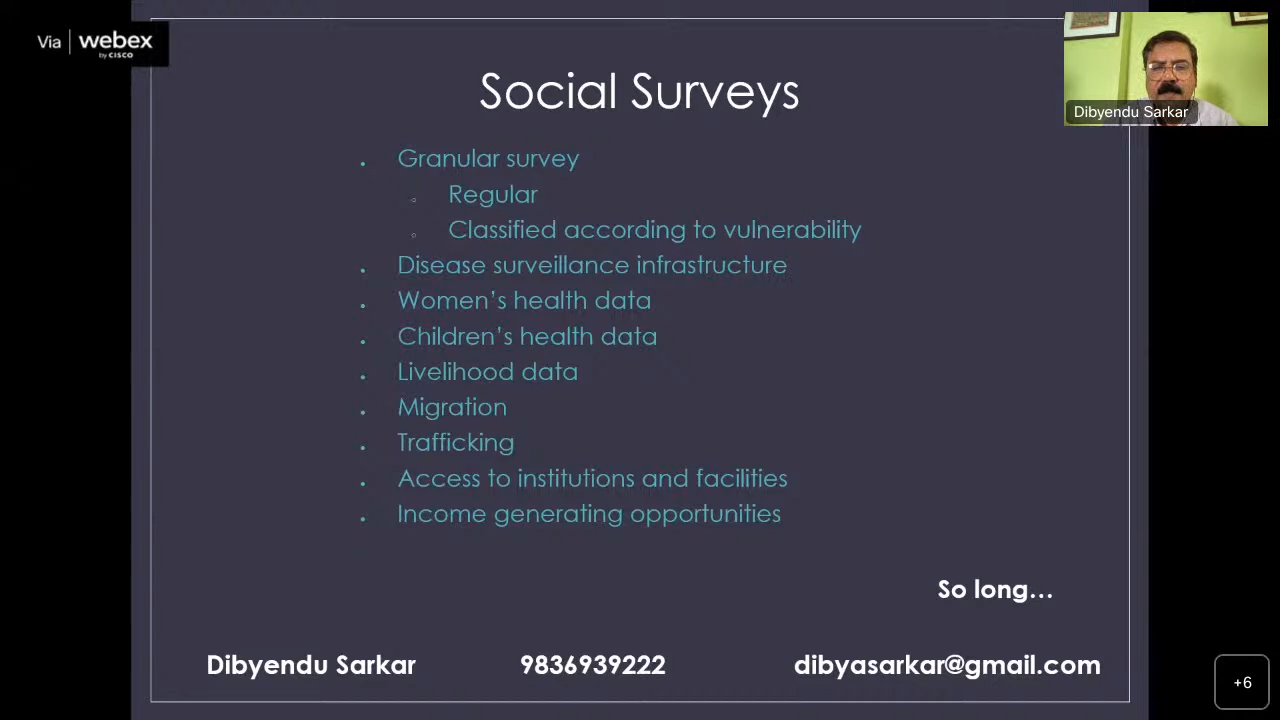 Via webex
by CISCO
Dibyendu Sarkar
Social Surveys
Granular survey
Regular
Classified according to vulnerability
Disease surveillance infrastructure
Women’s health data
Children’s health data
Livelihood data
Migration
Trafficking
Access to institutions and facilities
Income generating opportunities
So long…
Dibyendu Sarkar 9836939222 dibyasarkar@gmail.com
+6